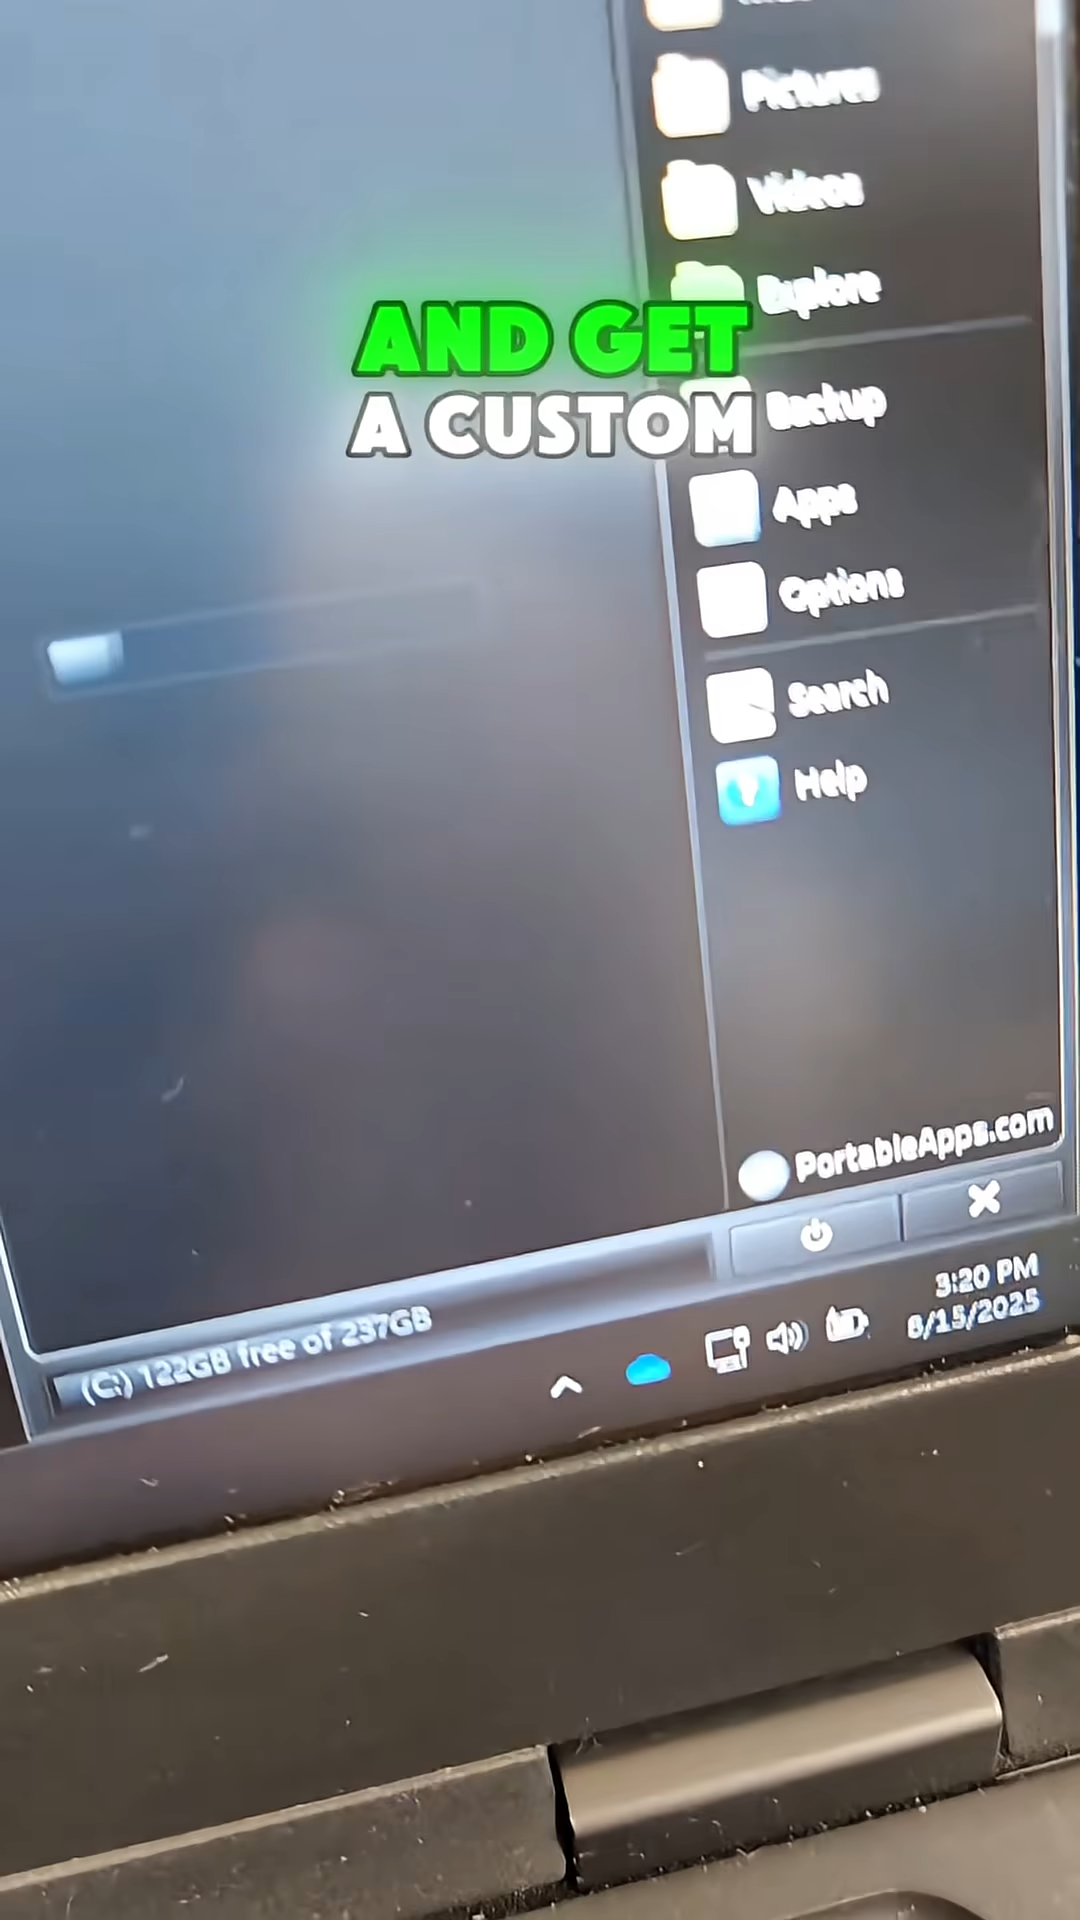 Pictures
Videos
Explore
AND GET
A CUSTOM
Backup
Apps
Options
Search
Help
PortableApps.com
(C:) 122GB free of 237GB
3:20 PM
8/15/2025